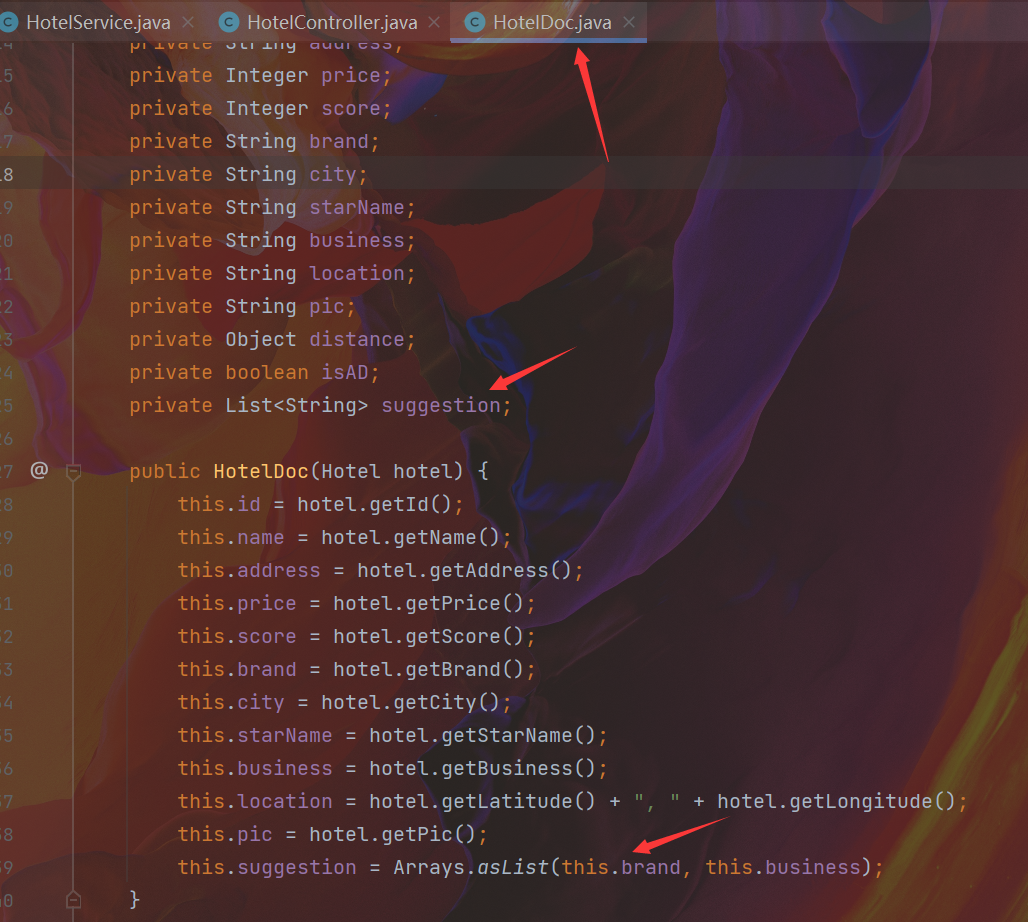 HotelService.java HotelController.java HotelDoc.java
private String address;
5 private Integer price;
6 private Integer score;
7 private String brand;
8 private String city;
9 private String starName;
20 private String business;
21 private String location;
22 private String pic;
23 private Object distance;
24 private boolean isAD;
25 private List<String> suggestion;
26
27 @ public HotelDoc(Hotel hotel) {
28 this.id = hotel.getId();
29 this.name = hotel.getName();
30 this.address = hotel.getAddress();
31 this.price = hotel.getPrice();
32 this.score = hotel.getScore();
33 this.brand = hotel.getBrand();
34 this.city = hotel.getCity();
35 this.starName = hotel.getStarName();
36 this.business = hotel.getBusiness();
37 this.location = hotel.getLatitude() + ", " + hotel.getLongitude();
38 this.pic = hotel.getPic();
39 this.suggestion = Arrays.asList(this.brand, this.business);
40 }